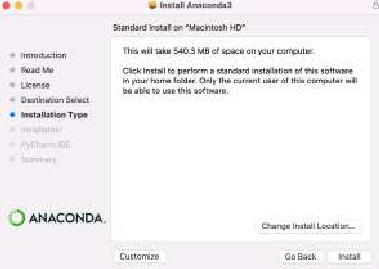 Install Anaconda3
Standard Install on "Macintosh HD"
Introduction
Read Me
License
Destination Select
Installation Type
Installation
PyCharm IDE
Summary
This will take 540.3 MB of space on your computer.
Click Install to perform a standard installation of this software
in your home folder. Only the current user of this computer will
be able to use this software.
ANACONDA.
Change Install Location...
Customize
Go Back
Install